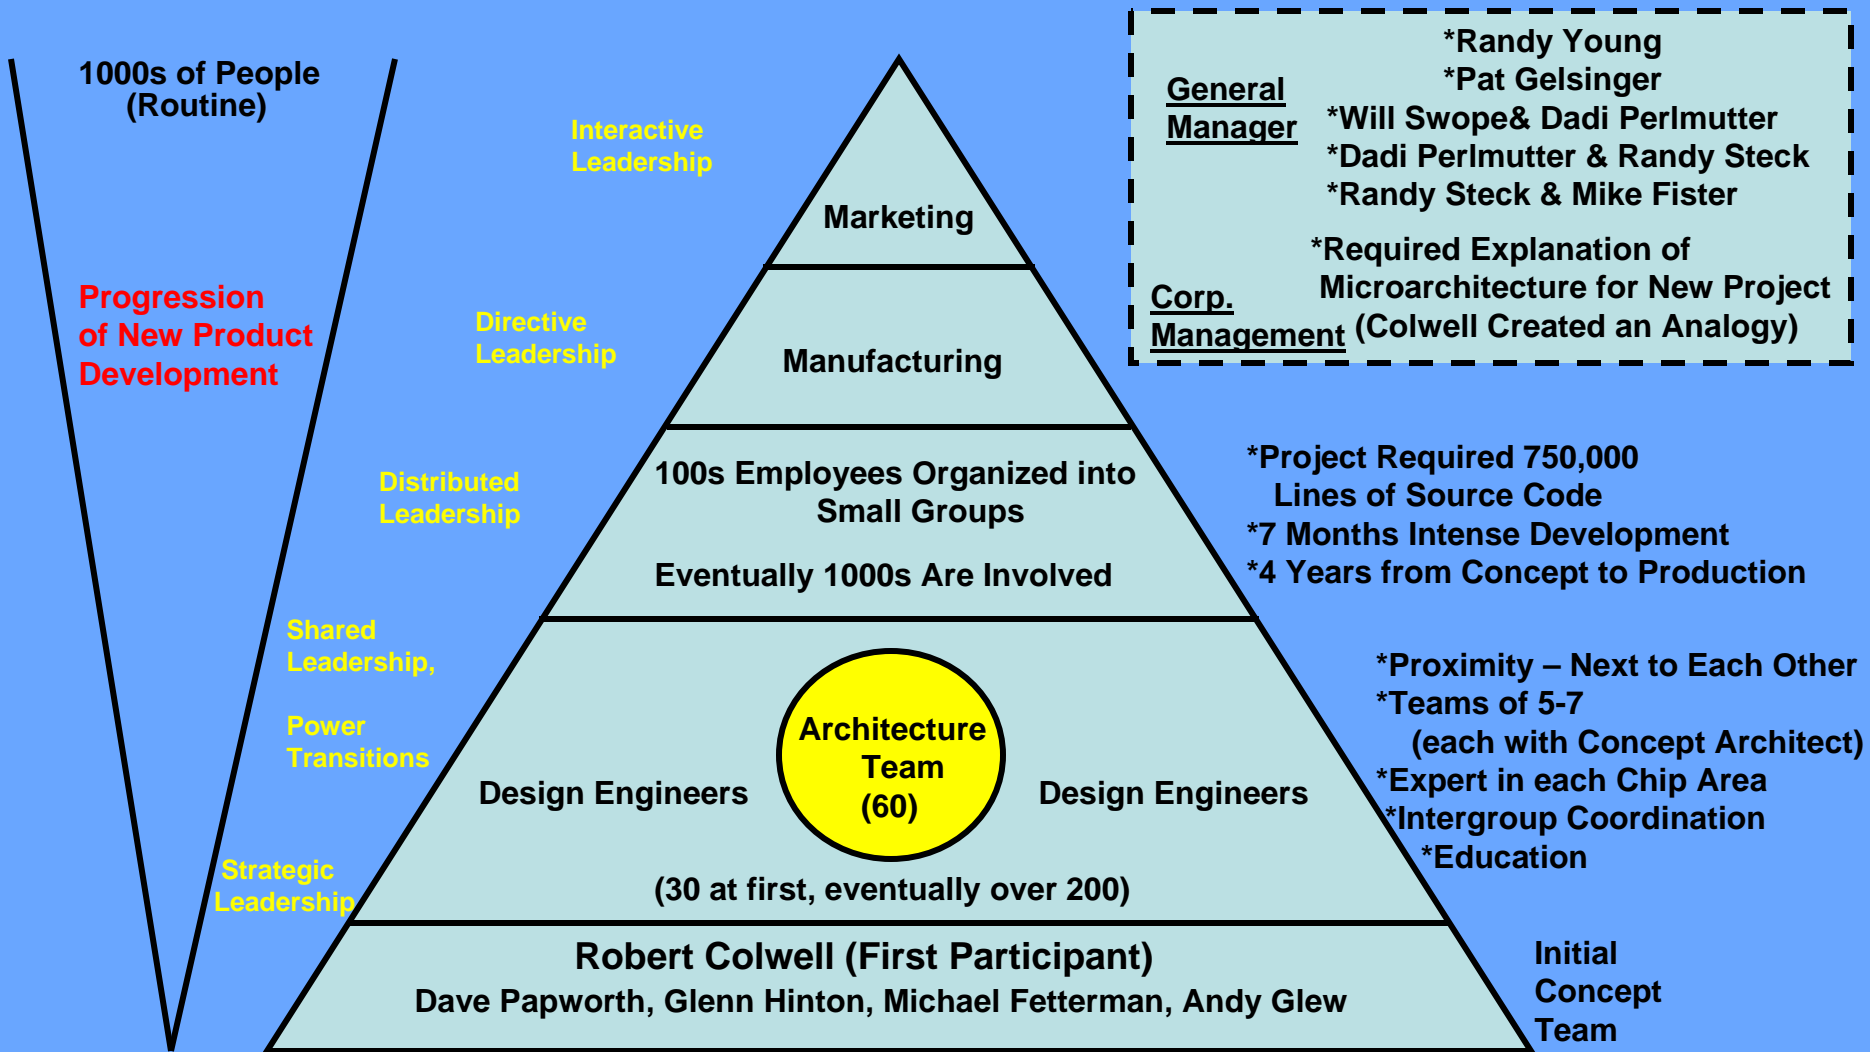 1000s of People
(Routine)
Progression
of New Product
Development
Interactive
Leadership
Directive
Leadership
Distributed
Leadership
Shared
Leadership,
Power
Transitions
Strategic
Leadership
Marketing
Manufacturing
100s Employees Organized into
Small Groups
Eventually 1000s Are Involved
Architecture
Team
(60)
Design Engineers
Design Engineers
(30 at first, eventually over 200)
Robert Colwell (First Participant)
Dave Papworth, Glenn Hinton, Michael Fetterman, Andy Glew
General
Manager
*Randy Young
*Pat Gelsinger
*Will Swope& Dadi Perlmutter
*Dadi Perlmutter & Randy Steck
*Randy Steck & Mike Fister
Corp.
Management
*Required Explanation of
Microarchitecture for New Project
(Colwell Created an Analogy)
*Project Required 750,000
Lines of Source Code
*7 Months Intense Development
*4 Years from Concept to Production
*Proximity – Next to Each Other
*Teams of 5-7
(each with Concept Architect)
*Expert in each Chip Area
*Intergroup Coordination
*Education
Initial
Concept
Team